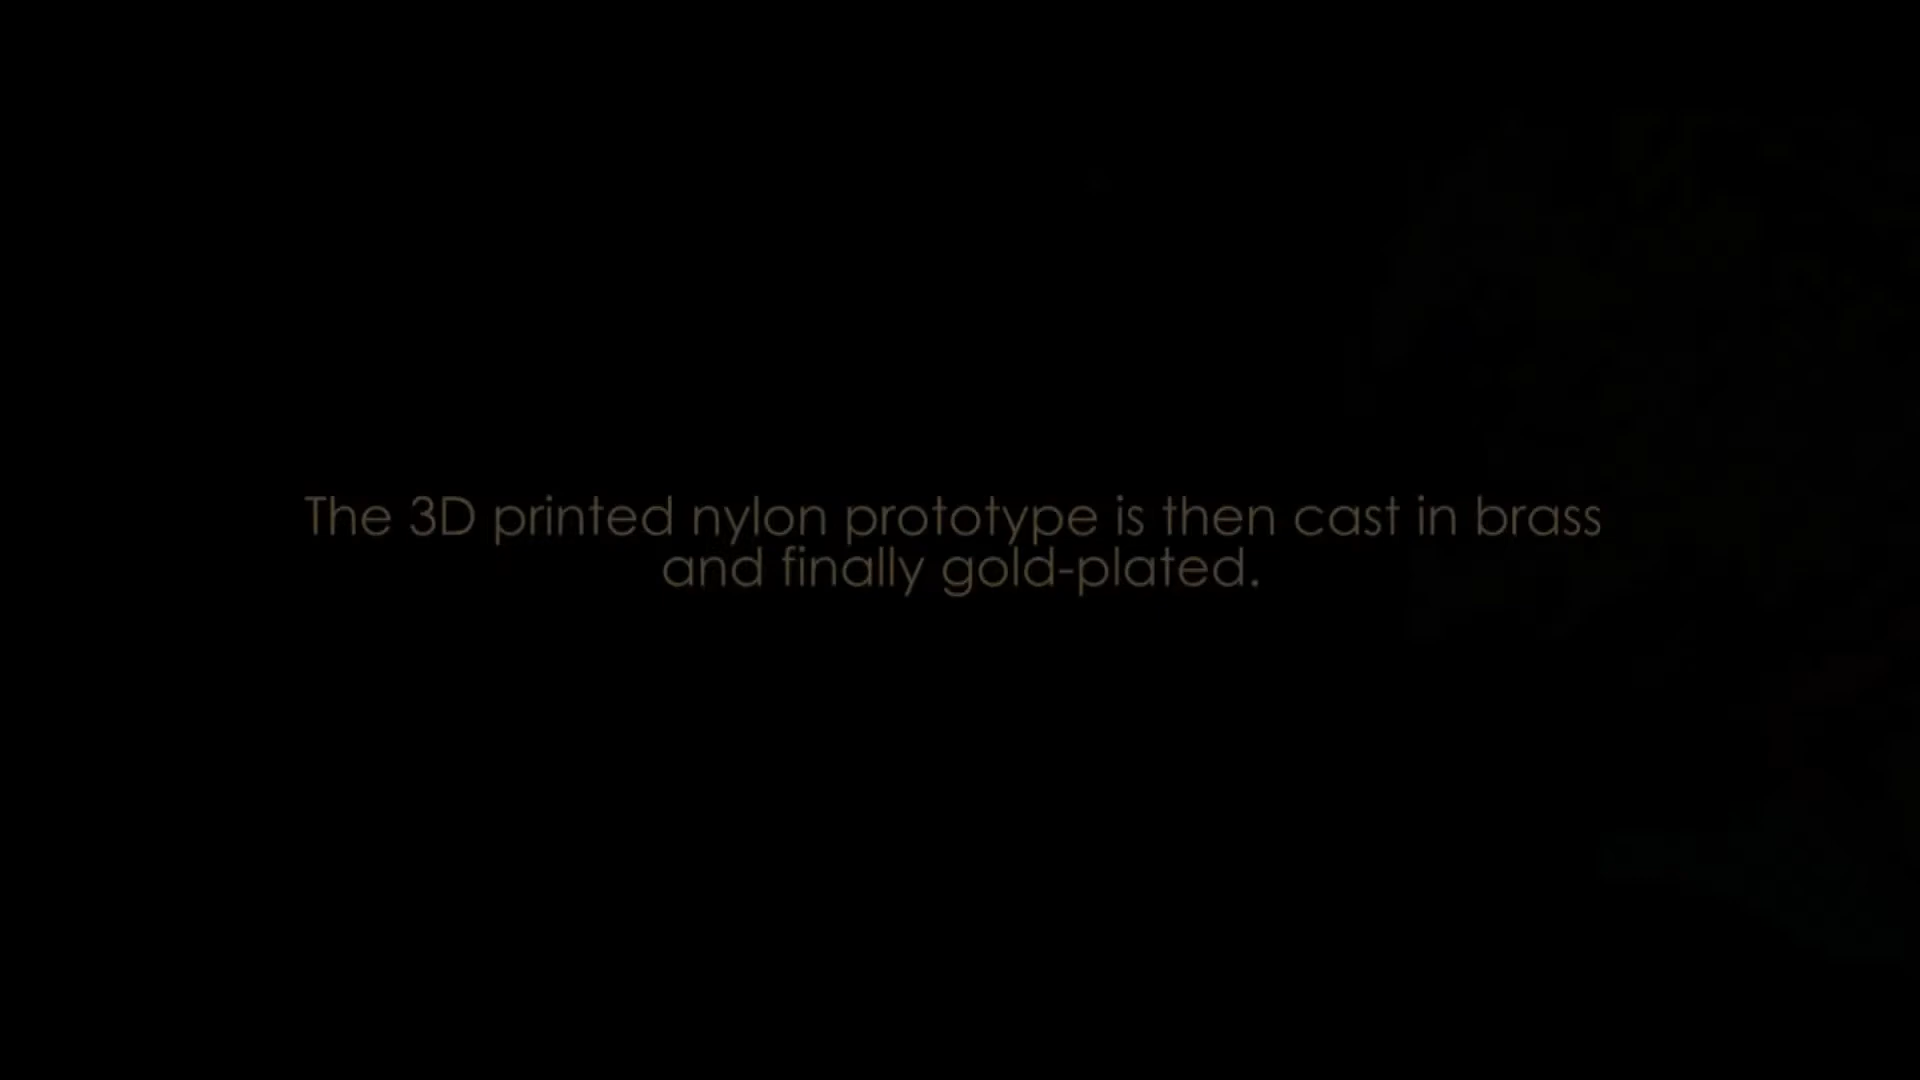 The 3D printed nylon prototype is then cast in brass
and finally gold-plated.